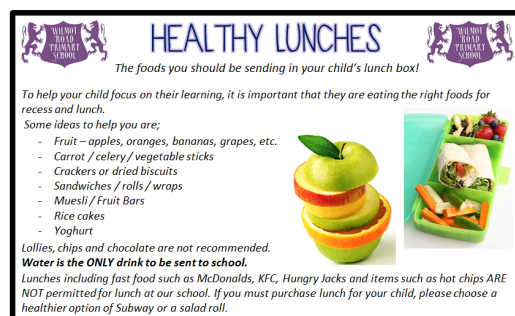 WILMOT ROAD PRIMARY SCHOOL
HEALTHY LUNCHES
WILMOT ROAD PRIMARY SCHOOL
The foods you should be sending in your child's lunch box!
To help your child focus on their learning, it is important that they are eating the right foods for
recess and lunch.
Some ideas to help you are;
- Fruit – apples, oranges, bananas, grapes, etc.
- Carrot / celery / vegetable sticks
- Crackers or dried biscuits
- Sandwiches / rolls / wraps
- Muesli / Fruit Bars
- Rice cakes
- Yoghurt
Lollies, chips and chocolate are not recommended.
Water is the ONLY drink to be sent to school.
Lunches including fast food such as McDonalds, KFC, Hungry Jacks and items such as hot chips ARE
NOT permitted for lunch at our school. If you must purchase lunch for your child, please choose a
healthier option of Subway or a salad roll.